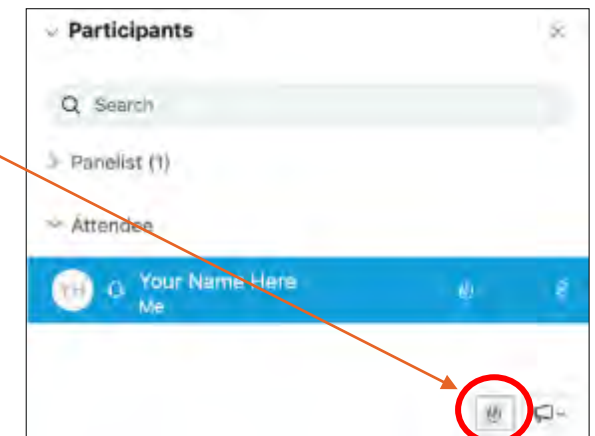 Participants
Search
Panelist (1)
Attendee
YH
Your Name Here
Me